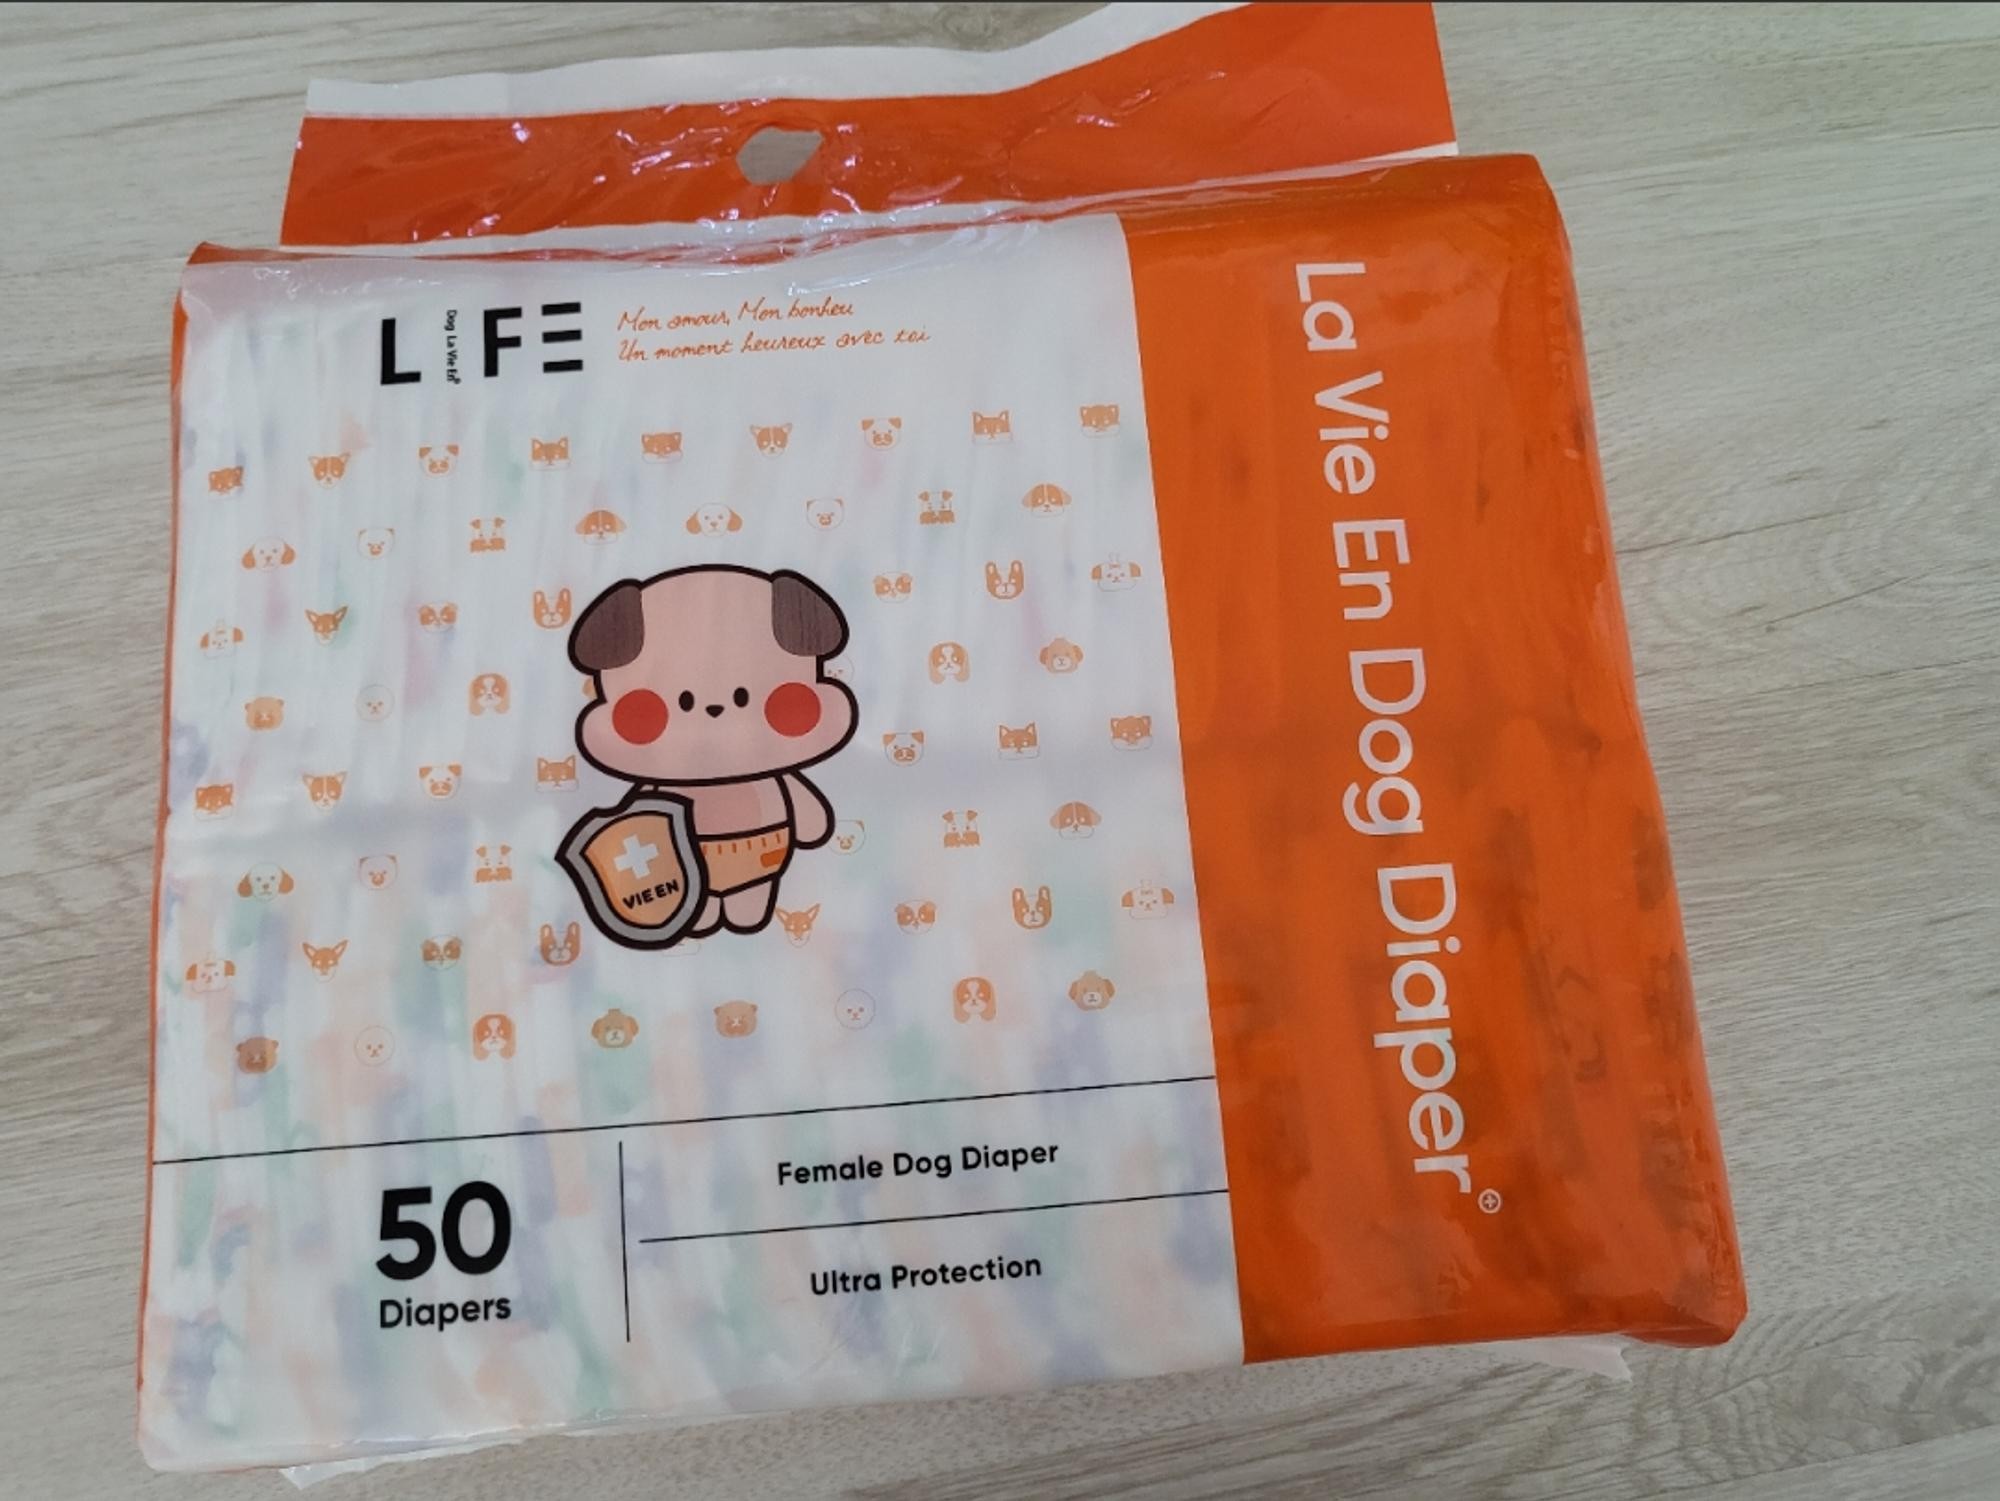 LIFE
Dog La Vie En®
Mon amour, Mon bonheu
Un moment heureux avec toi
VIE EN
La Vie En Dog Diaper
50
Diapers
Female Dog Diaper
Ultra Protection